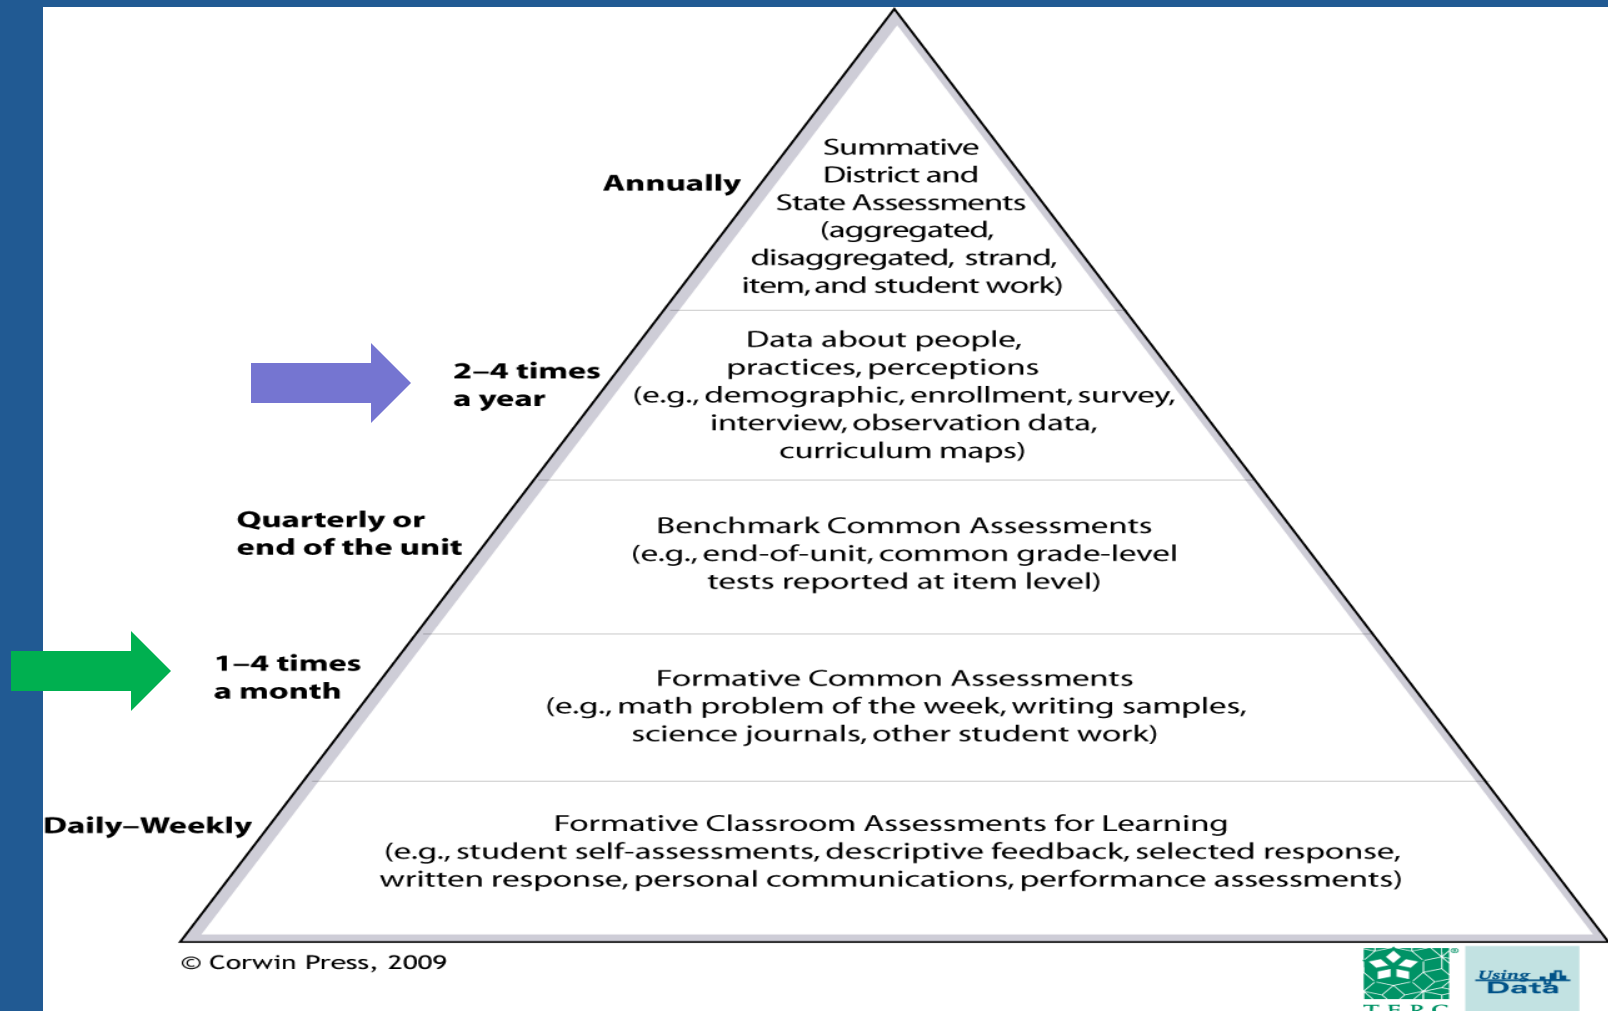 Annually
Summative
District and
State Assessments
(aggregated,
disaggregated, strand,
item, and student work)
2–4 times
a year
Data about people,
practices, perceptions
(e.g., demographic, enrollment, survey,
interview, observation data,
curriculum maps)
Quarterly or
end of the unit
Benchmark Common Assessments
(e.g., end-of-unit, common grade-level
tests reported at item level)
1–4 times
a month
Formative Common Assessments
(e.g., math problem of the week, writing samples,
science journals, other student work)
Daily–Weekly
Formative Classroom Assessments for Learning
(e.g., student self-assessments, descriptive feedback, selected response,
written response, personal communications, performance assessments)
© Corwin Press, 2009
®
TERC
Using
Data